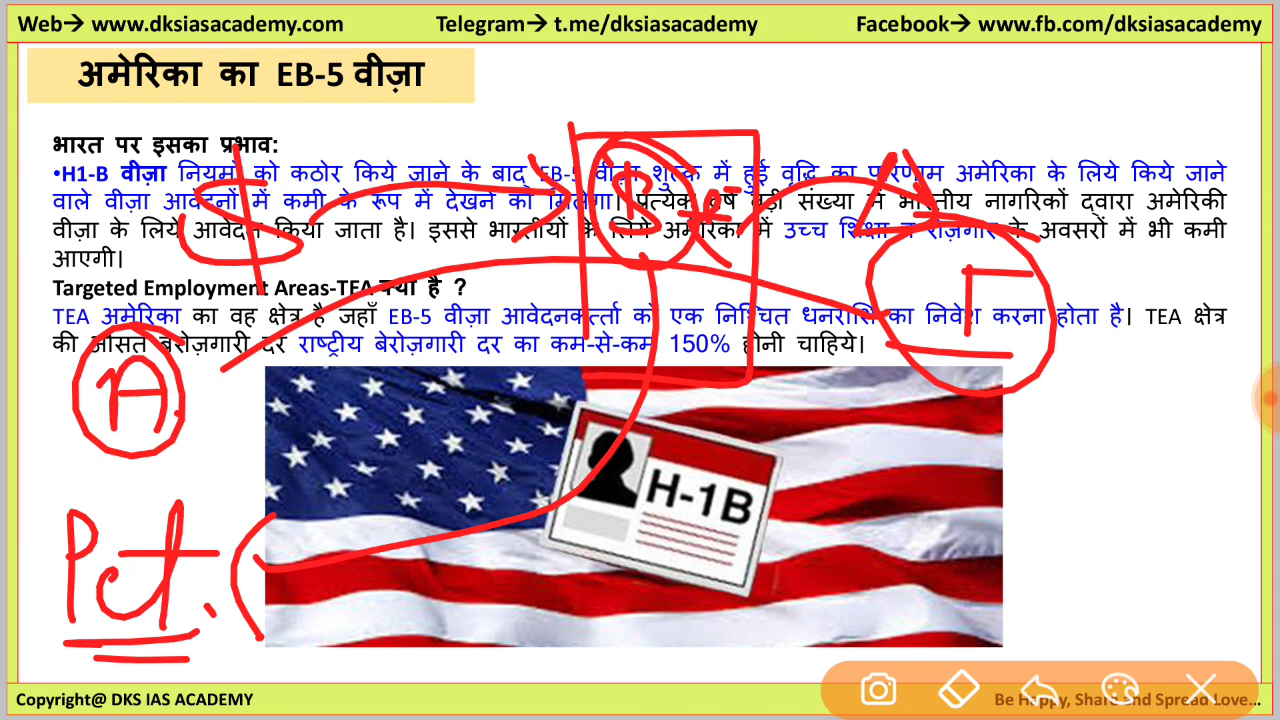 Web→ www.dksiasacademy.com Telegram→ t.me/dksiasacademy Facebook→ www.fb.com/dksiasacademy
अमेरिका का EB-5 वीज़ा
भारत पर इसका प्रभाव:
•H1-B वीज़ा नियमों को कठोर किये जाने के बाद EB-5 वीज़ा शुल्क में हुई वृद्धि का परिणाम अमेरिका के लिये किये जाने
वाले वीज़ा आवेदनों में कमी के रूप में देखने को मिलेगा। प्रत्येक वर्ष बड़ी संख्या में भारतीय नागरिकों द्वारा अमेरिकी
वीज़ा के लिये आवेदन किया जाता है। इससे भारतीयों के लिये अमेरिका में उच्च शिक्षा व रोज़गार के अवसरों में भी कमी
आएगी।
Targeted Employment Areas-TEA क्या है ?
TEA अमेरिका का वह क्षेत्र है जहाँ EB-5 वीज़ा आवेदनकर्त्ता को एक निश्चित धनराशि का निवेश करना होता है। TEA क्षेत्र
की औसत बेरोज़गारी दर राष्ट्रीय बेरोज़गारी दर का कम-से-कम 150% होनी चाहिये।
$ B I
A
H-1B
Pct.
Copyright@ DKS IAS ACADEMY Be Happy, Share and Spread Love…